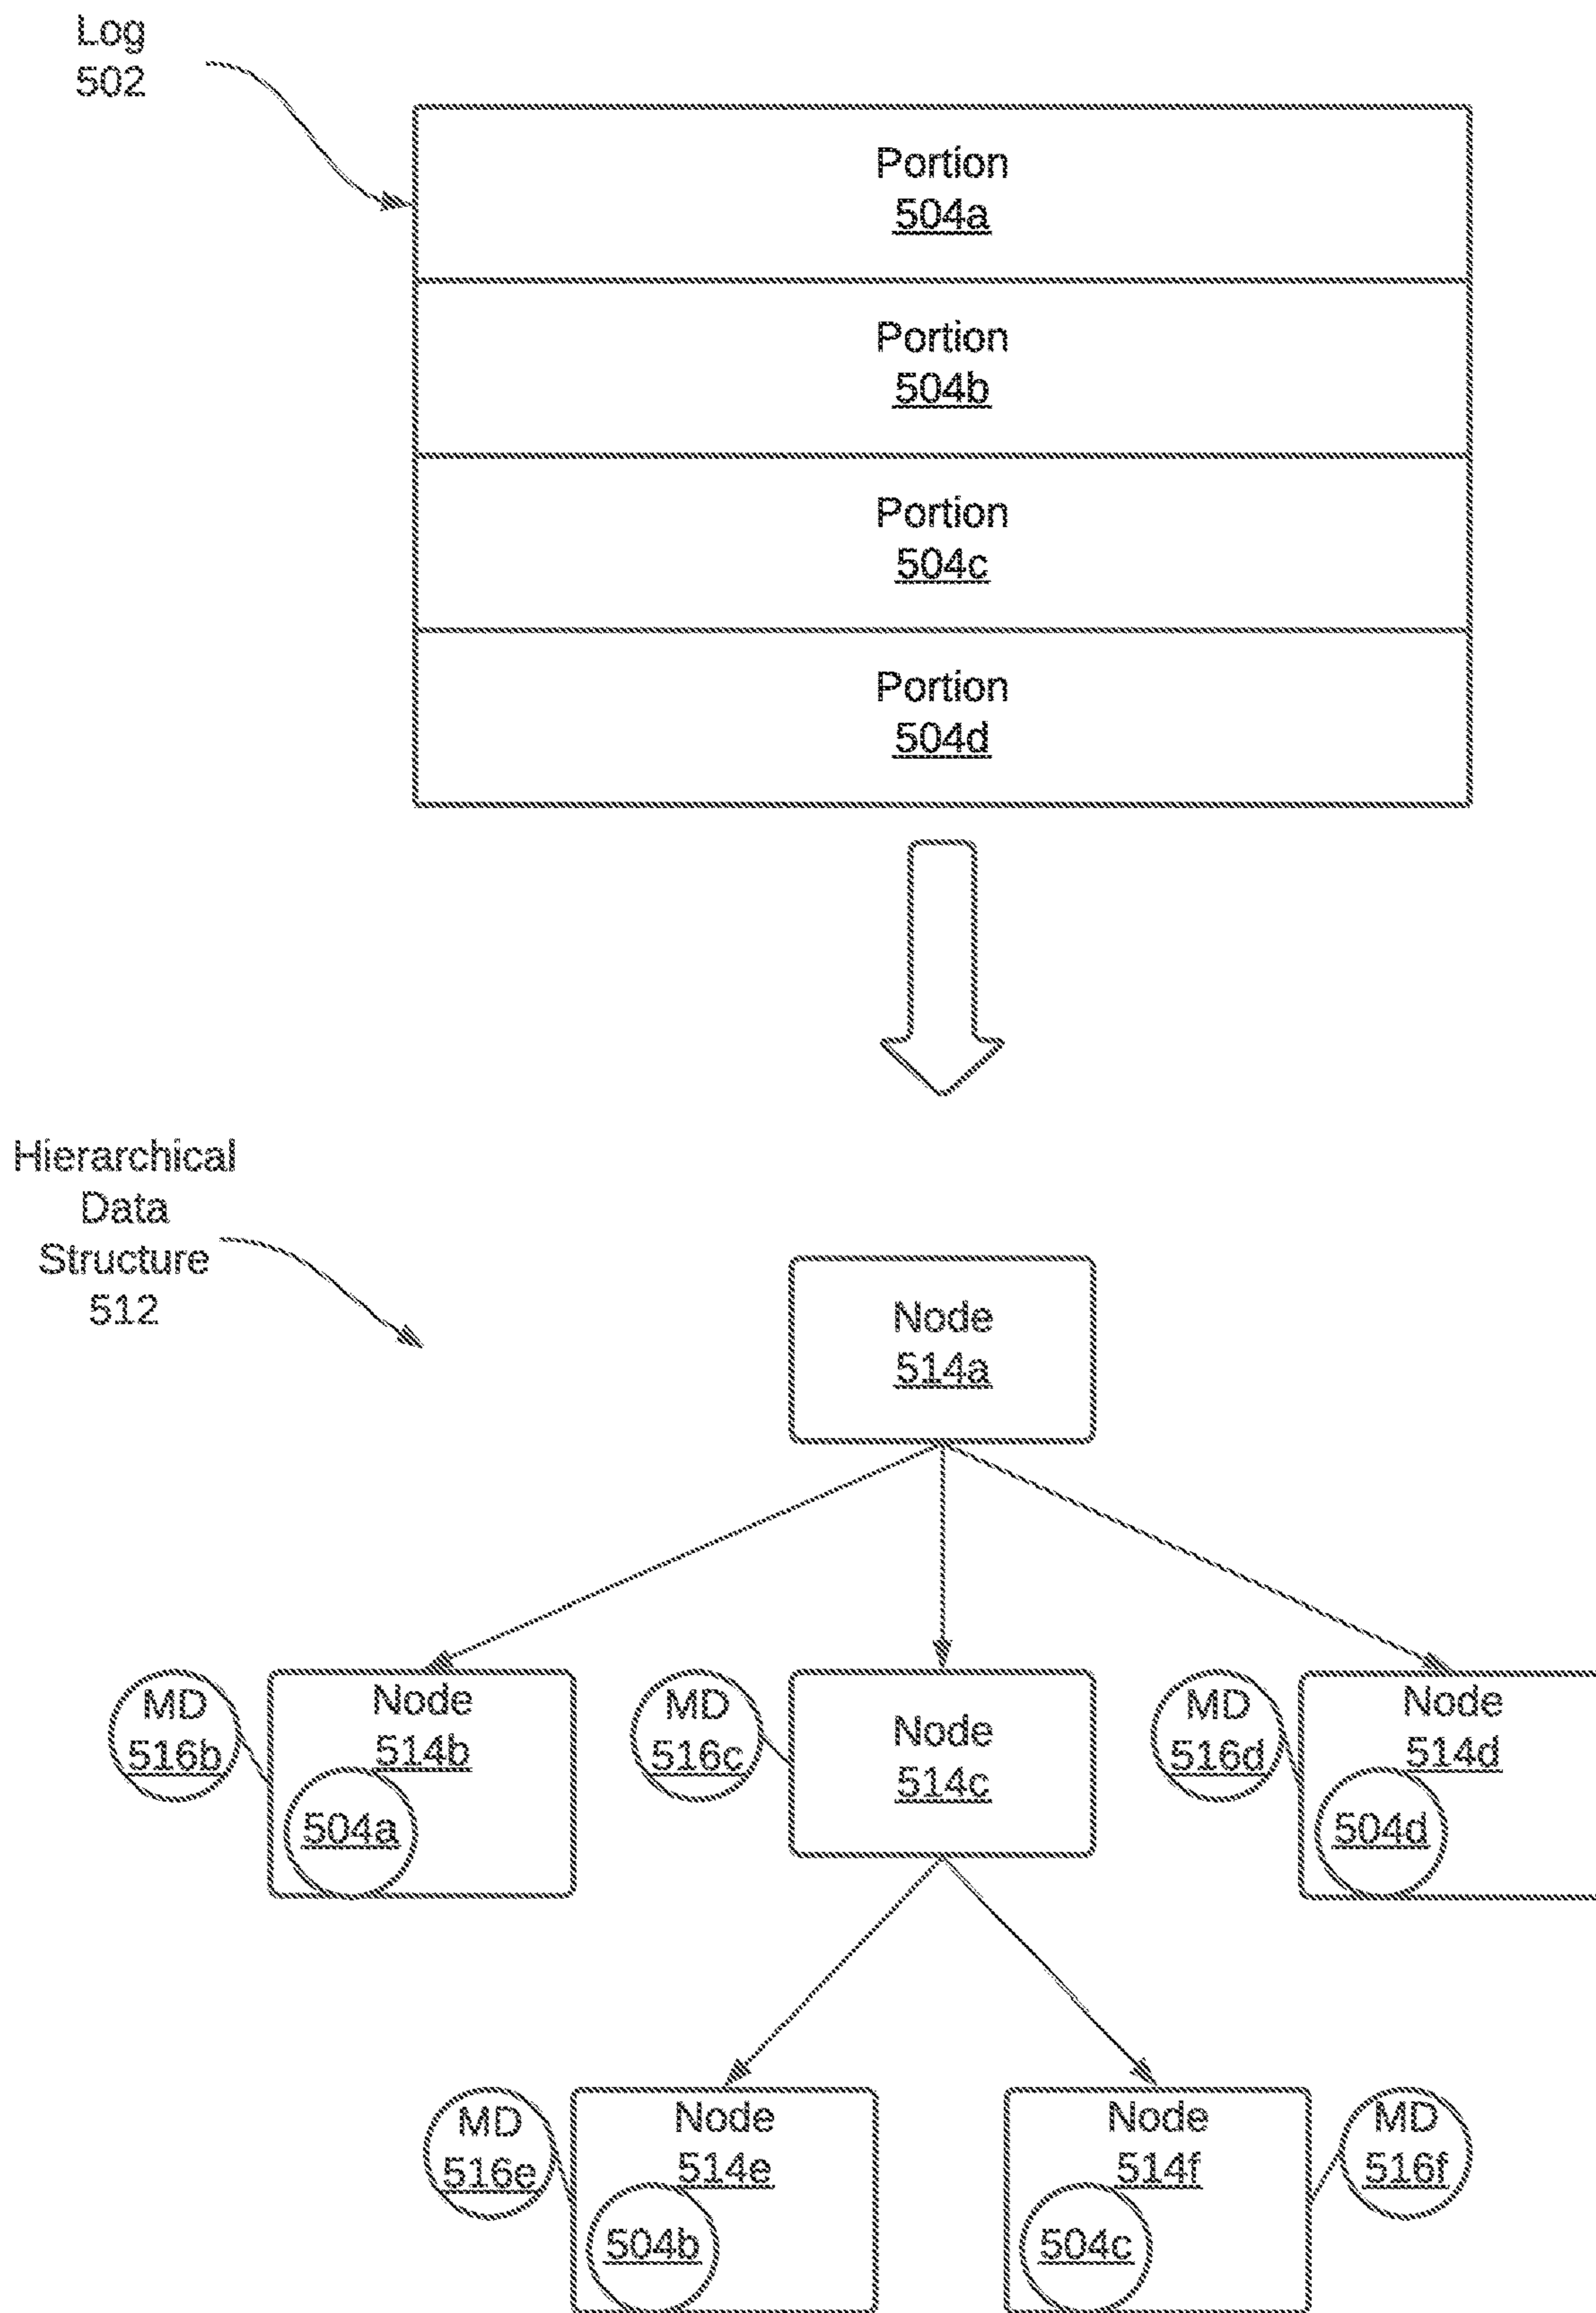 Log
502
Portion
504a
Portion
504b
Portion
504c
Portion
504d
Hierarchical
Data
Structure
512
Node
514a
MD
516b
Node
514b
504a
MD
516c
Node
514c
MD
516d
Node
514d
504d
MD
516e
Node
514e
504b
Node
514f
504c
MD
516f